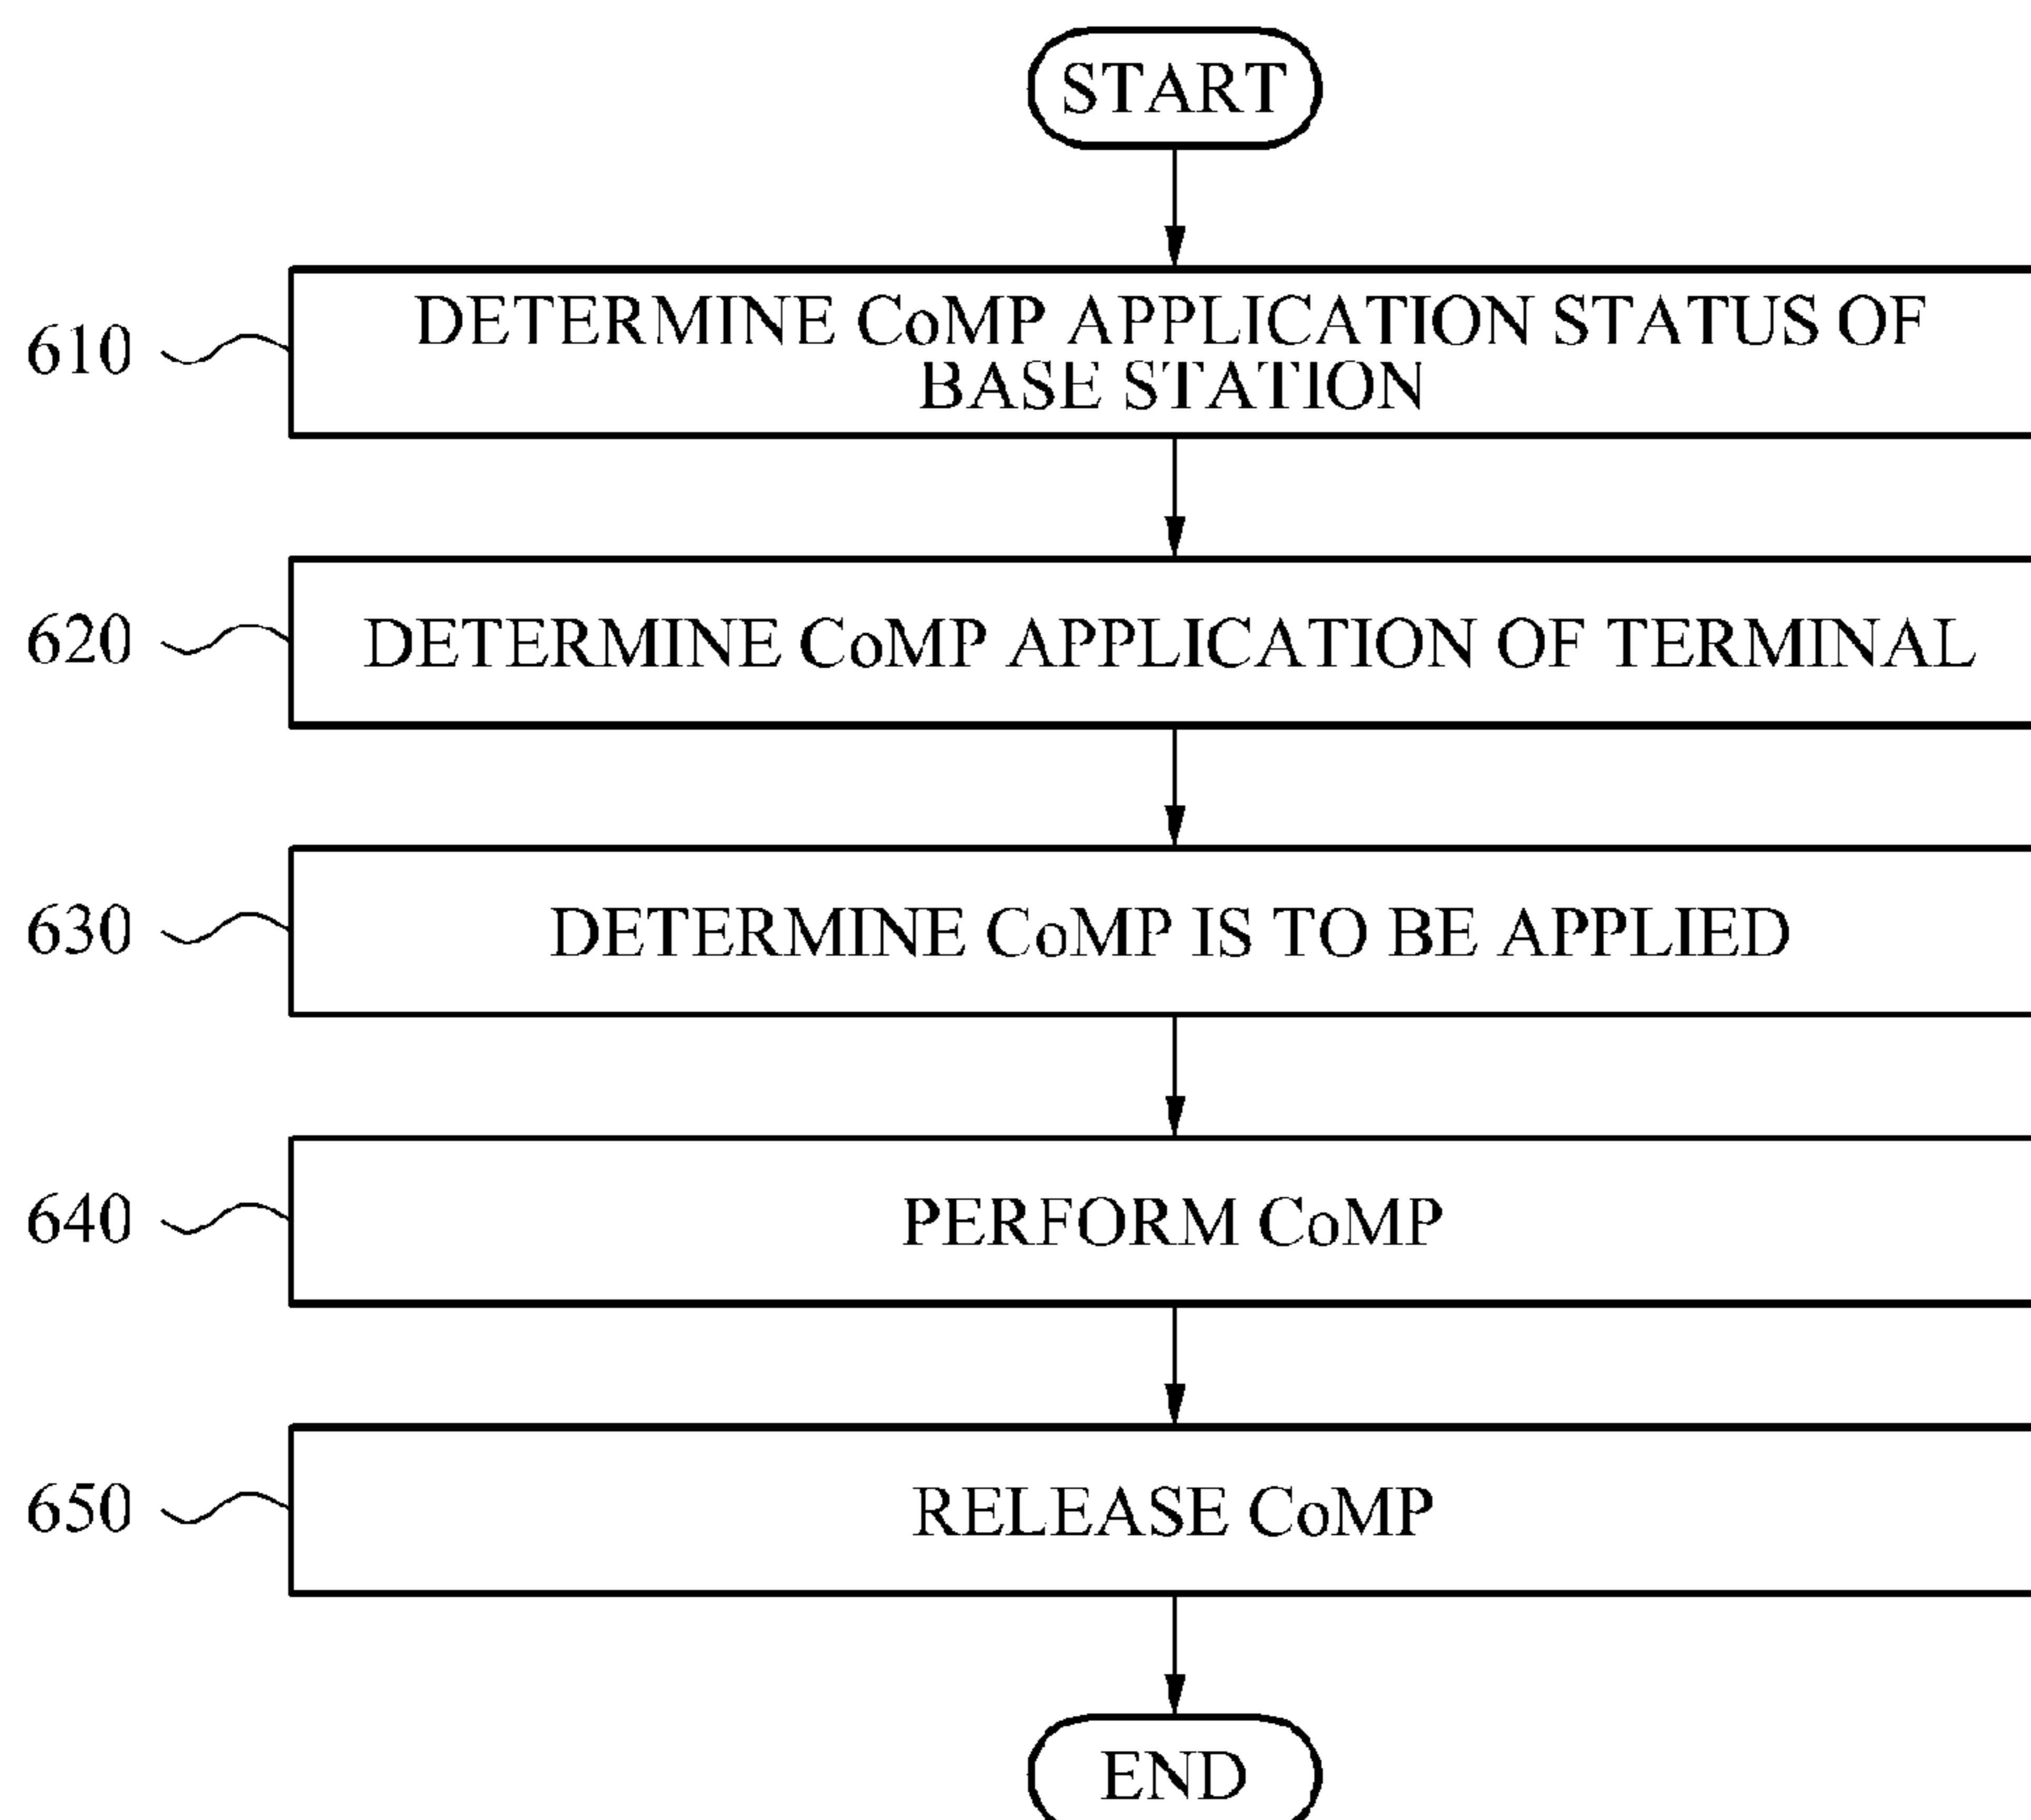 START
610
DETERMINE CoMP APPLICATION STATUS OF
BASE STATION
620
DETERMINE CoMP APPLICATION OF TERMINAL
630
DETERMINE CoMP IS TO BE APPLIED
640
PERFORM CoMP
650
RELEASE CoMP
END